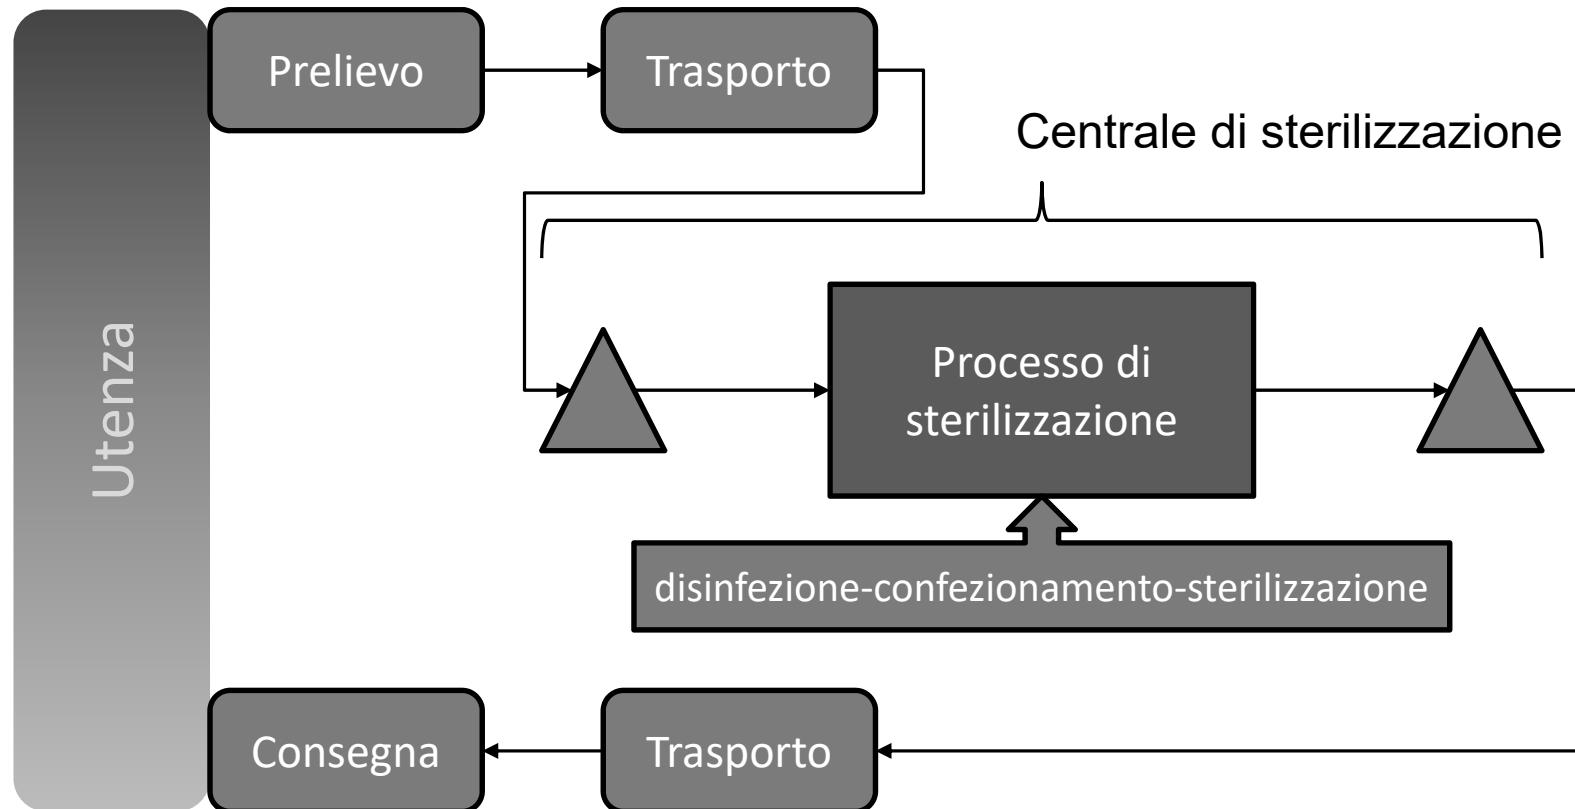 Prelievo
Trasporto
Centrale di sterilizzazione
Utenza
Processo di
sterilizzazione
disinfezione-confezionamento-sterilizzazione
Consegna
Trasporto